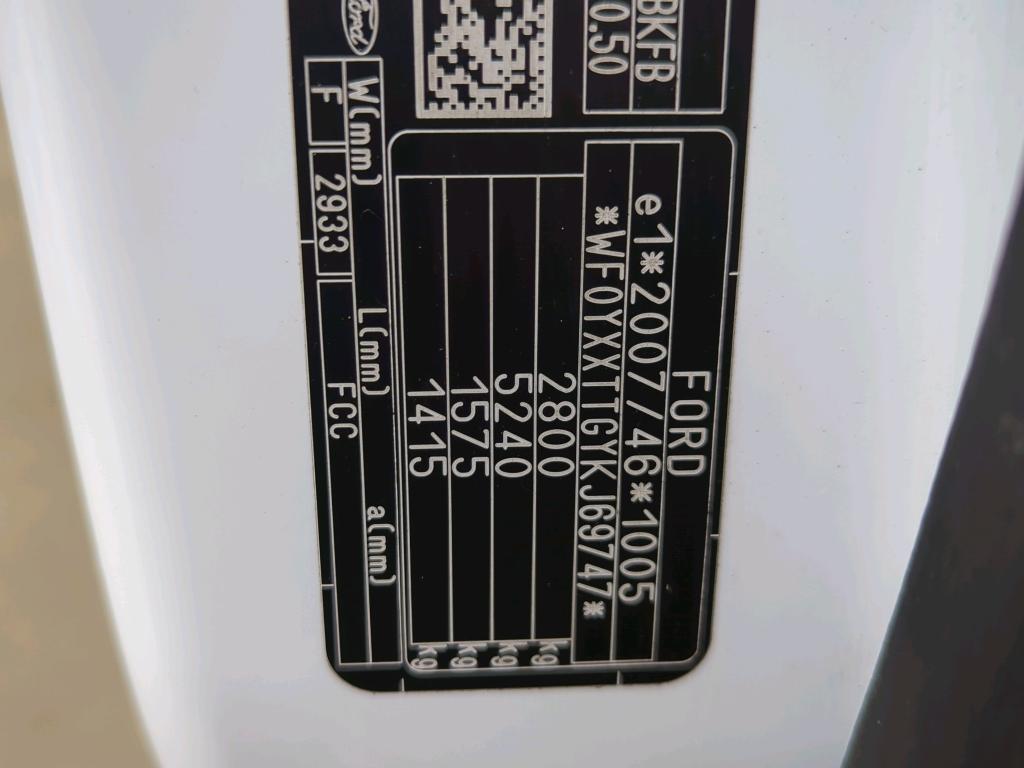 BKFB
0.50
FORD
e1*2007/46*1005
*WF0YXXTTGYKJ69747*
2800 kg
5240 kg
1575 kg
1415 kg
Ford
W(mm) L(mm) a(mm)
F 2933 FCC